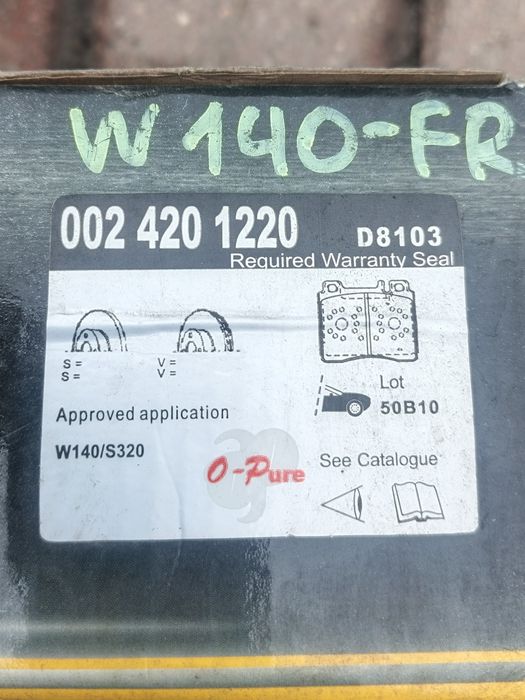 W 140-FR
002 420 1220
D8103
Required Warranty Seal
S =
S =
V =
V =
Lot
50B10
Approved application
W140/S320
O-Pure
See Catalogue